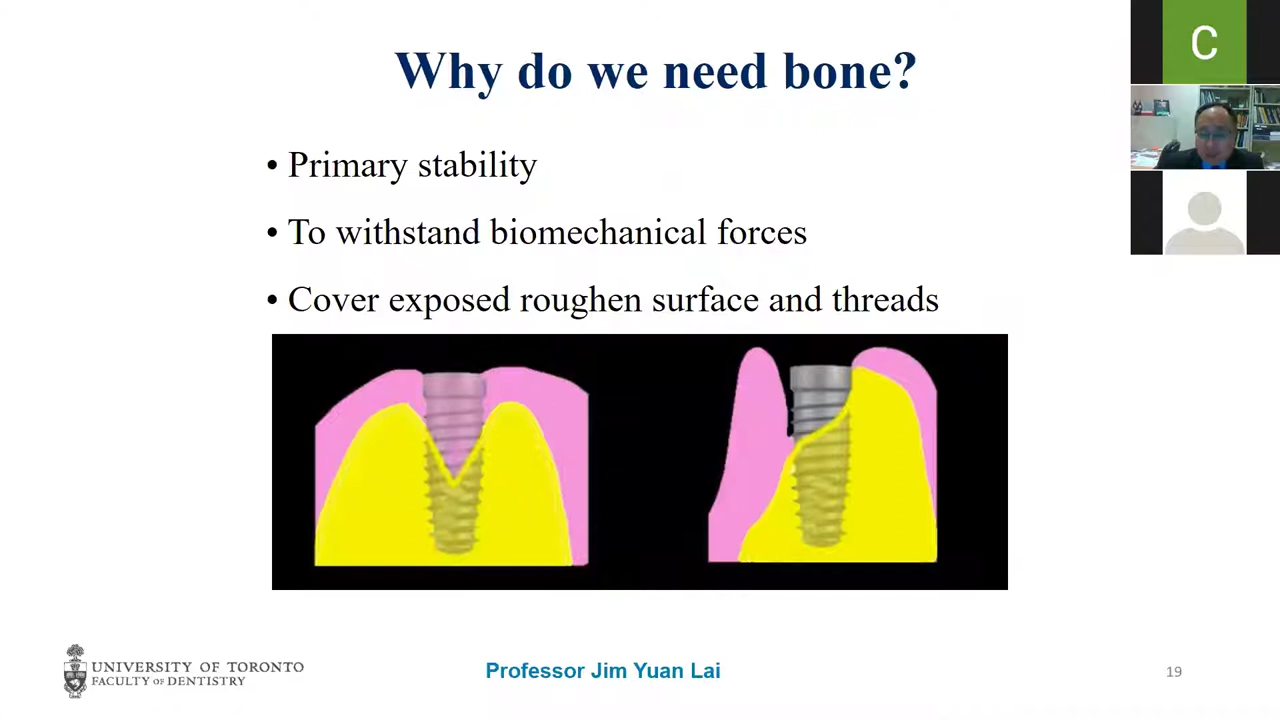 Why do we need bone?
C
• Primary stability
• To withstand biomechanical forces
• Cover exposed roughen surface and threads
UNIVERSITY OF TORONTO
FACULTY OF DENTISTRY
Professor Jim Yuan Lai
19